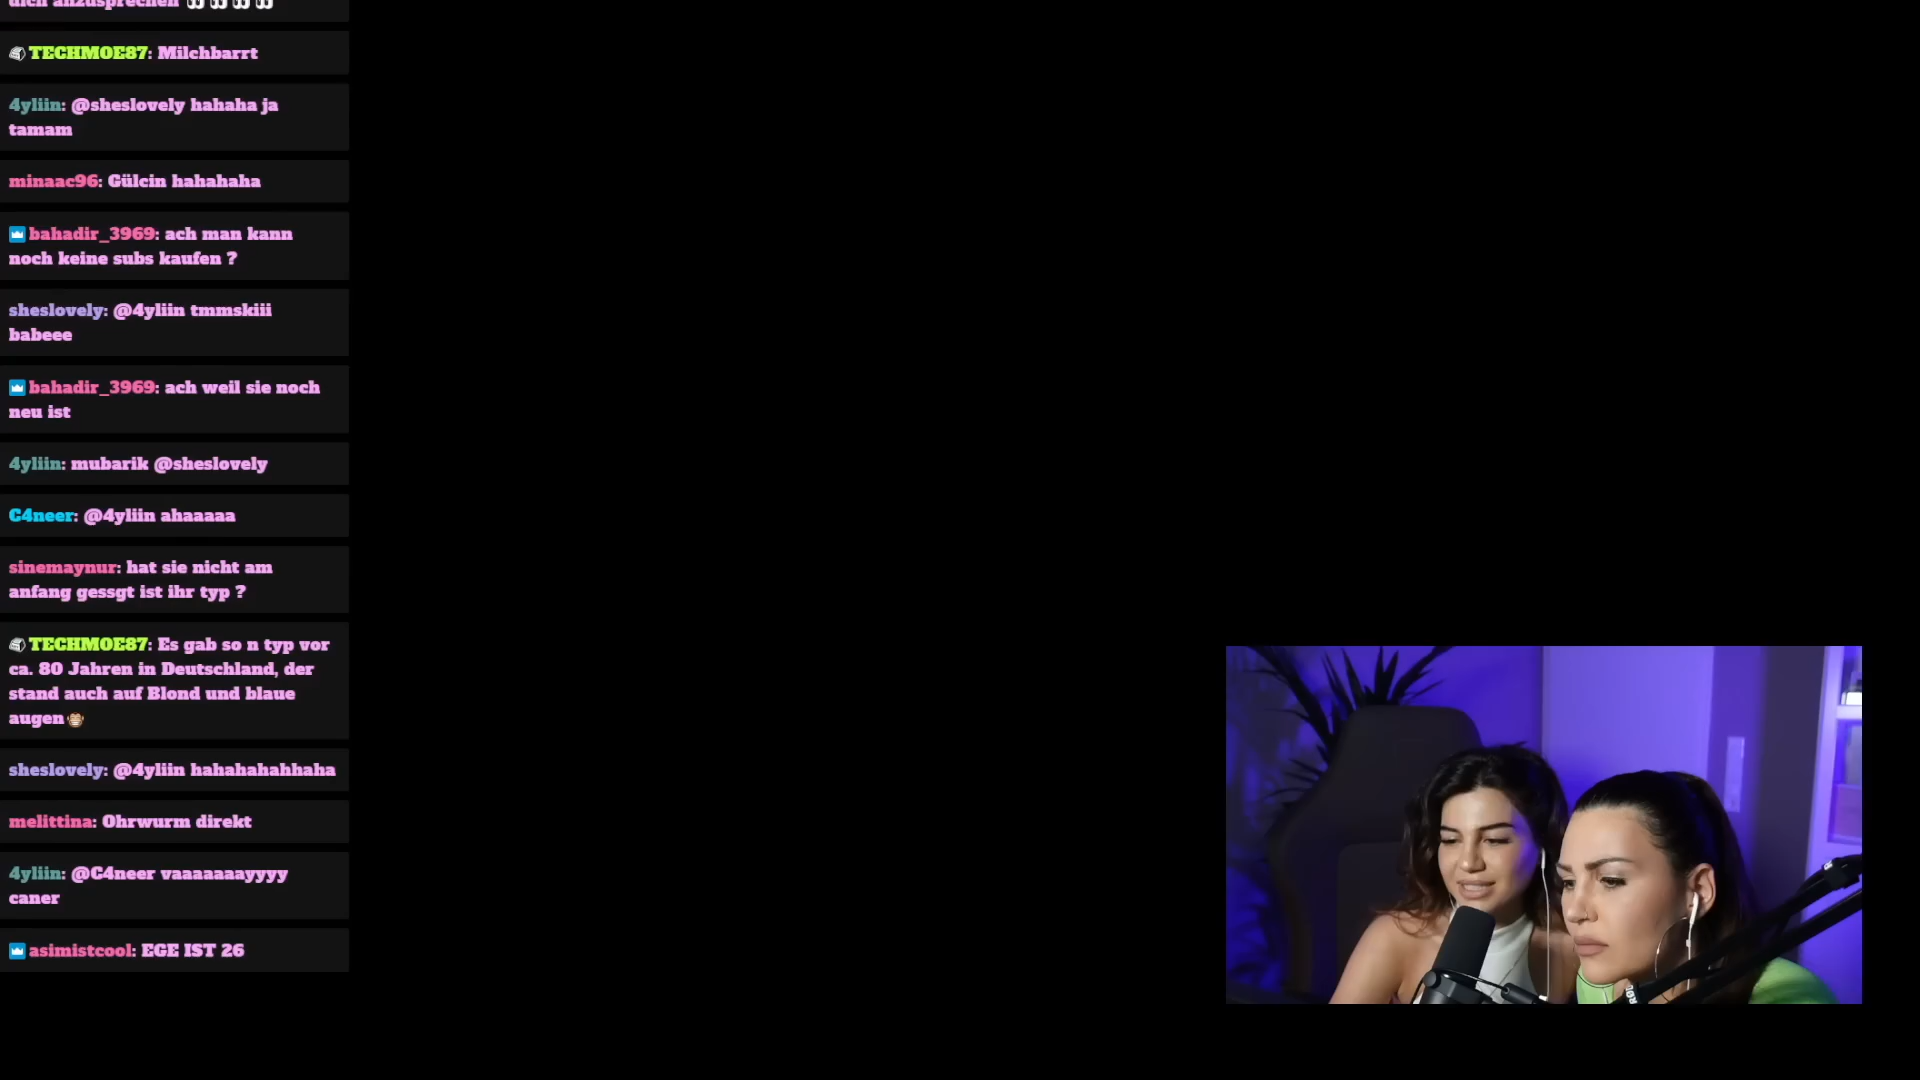 dich anzusprechen
TECHMOE87: Milchbarrt
4yliin: @sheslovely hahaha ja
tamam
minaac96: Gülcin hahahaha
bahadir_3969: ach man kann
noch keine subs kaufen ?
sheslovely: @4yliin tmmskiii
babeee
bahadir_3969: ach weil sie noch
neu ist
4yliin: mubarik @sheslovely
C4neer: @4yliin ahaaaaa
sinemaynur: hat sie nicht am
anfang gessgt ist ihr typ ?
TECHMOE87: Es gab so n typ vor
ca. 80 Jahren in Deutschland, der
stand auch auf Blond und blaue
augen
sheslovely: @4yliin hahahahahhaha
melittina: Ohrwurm direkt
4yliin: @C4neer vaaaaaaayyyy
caner
asimistcool: EGE IST 26